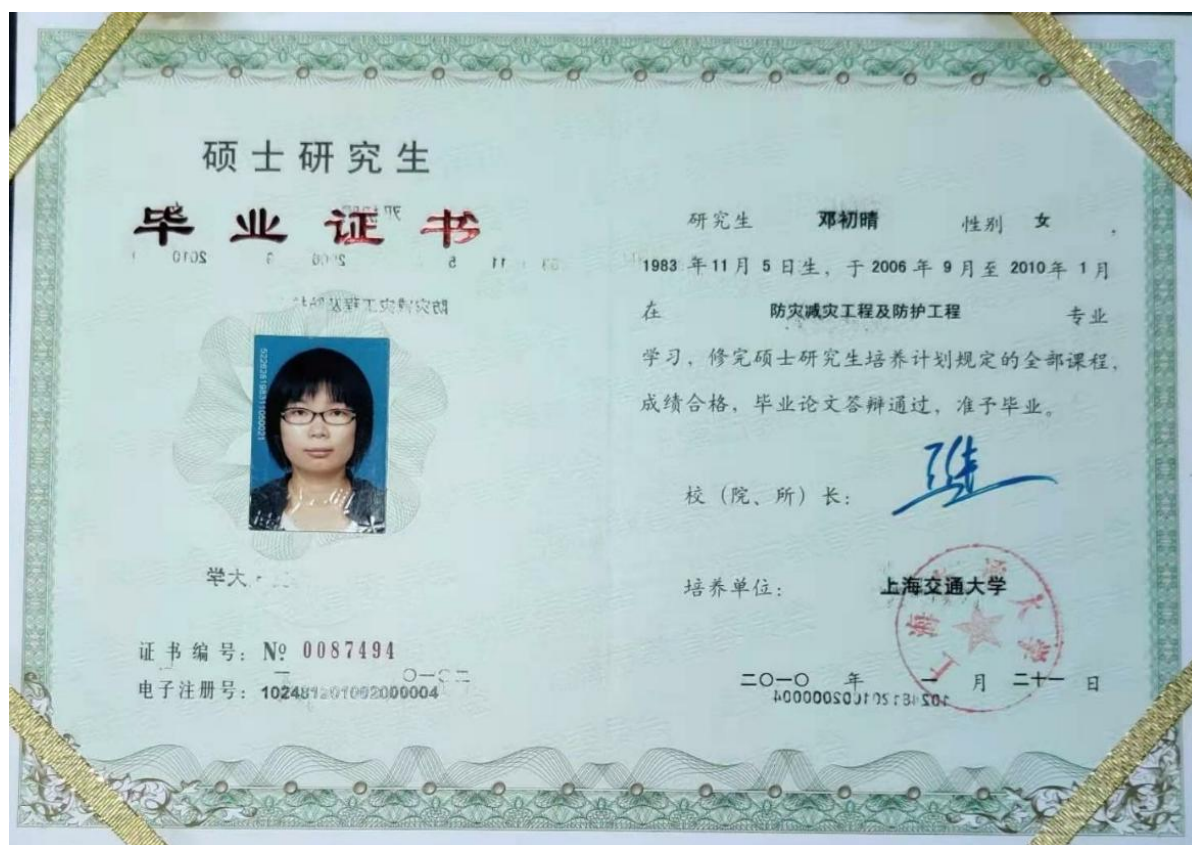 硕士研究生
毕业证书
证书编号：№ 0087494
电子注册号：102481201002000004
研究生 邓初晴 性别 女，
1983 年 11 月 5 日生，于 2006 年 9 月至 2010 年 1 月
在 防灾减灾工程及防护工程 专业
学习，修完硕士研究生培养计划规定的全部课程，
成绩合格，毕业论文答辩通过，准予毕业。
校（院、所）长：
培养单位： 上海交通大学
二〇一〇 年 一 月 二十一 日